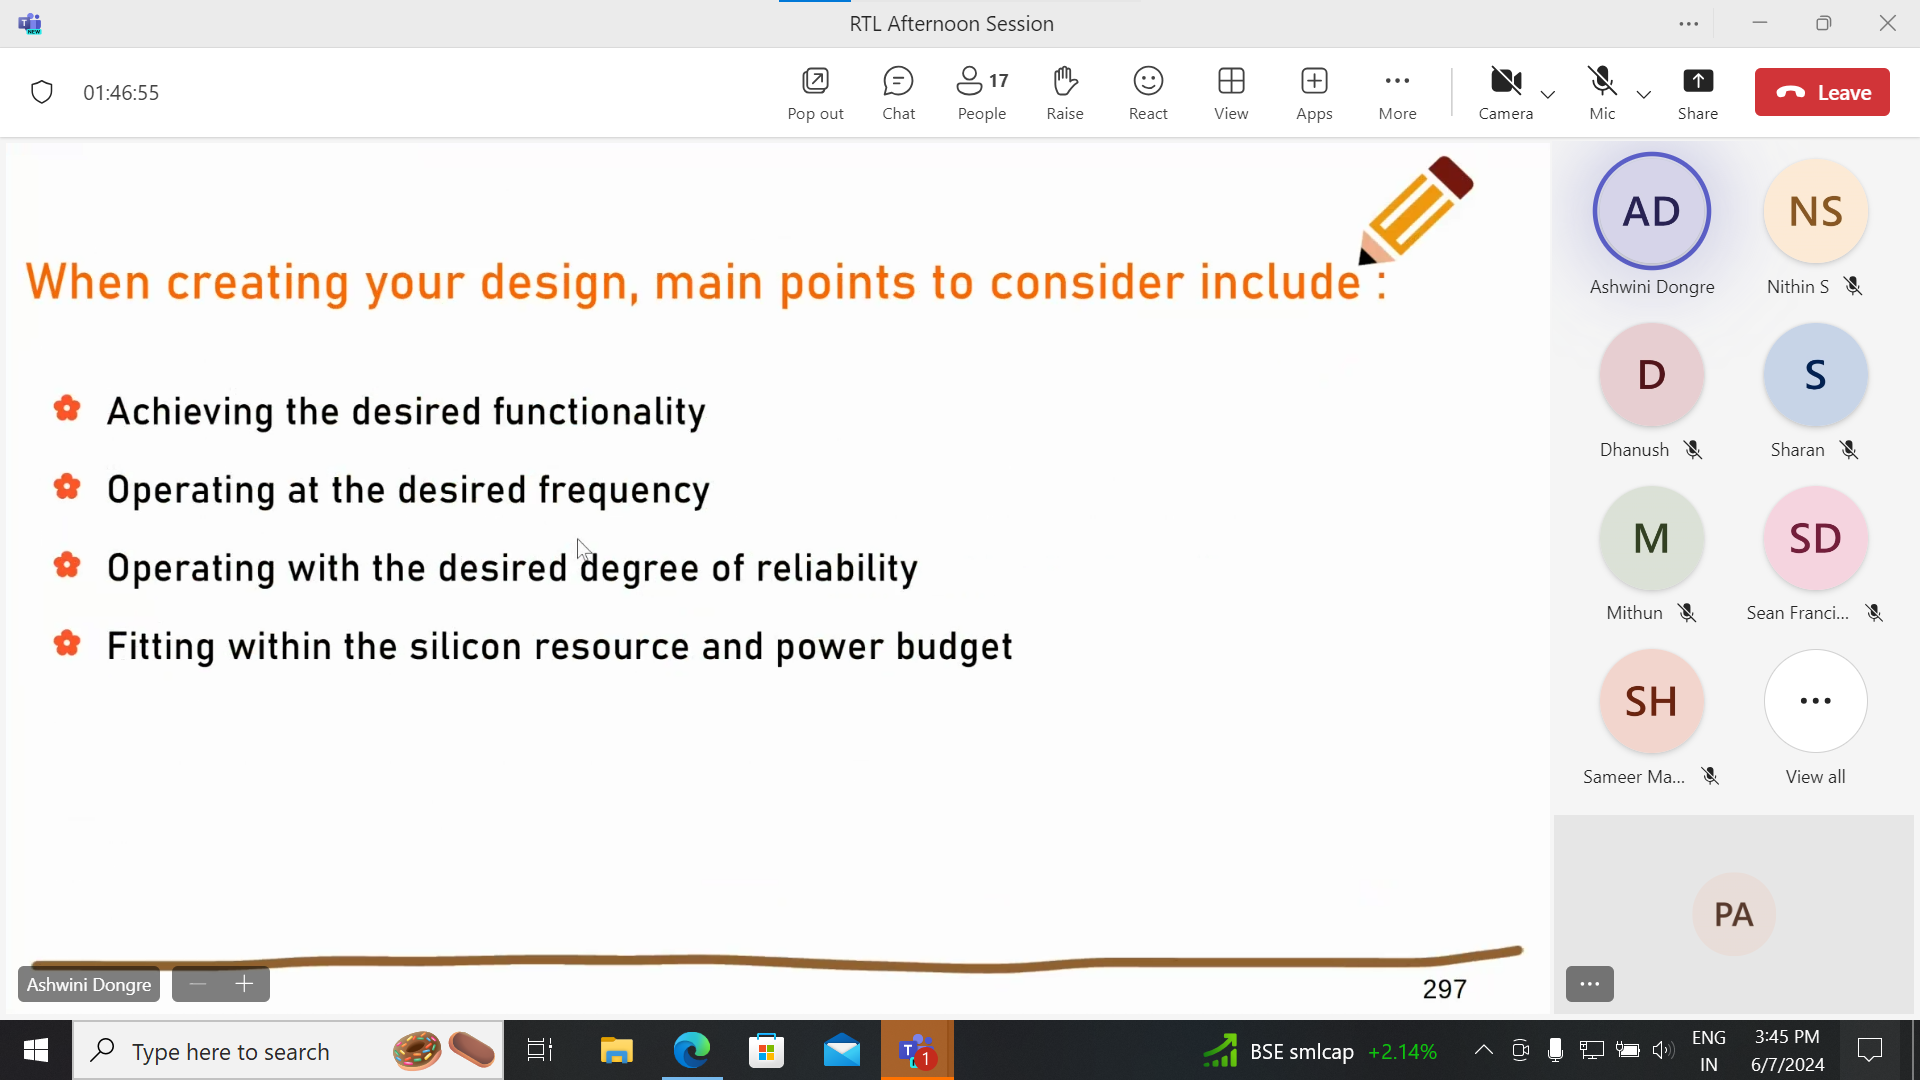 RTL Afternoon Session
NEW
01:46:55
Pop out
Chat
17
People
Raise
React
View
Apps
More
Camera
Mic
Share
Leave
When creating your design, main points to consider include :
Achieving the desired functionality
Operating at the desired frequency
Operating with the desired degree of reliability
Fitting within the silicon resource and power budget
297
Ashwini Dongre
AD
Ashwini Dongre
NS
Nithin S
D
Dhanush
S
Sharan
M
Mithun
SD
Sean Franci...
SH
Sameer Ma...
View all
PA
Type here to search
1
BSE smlcap +2.14%
ENG
IN
3:45 PM
6/7/2024